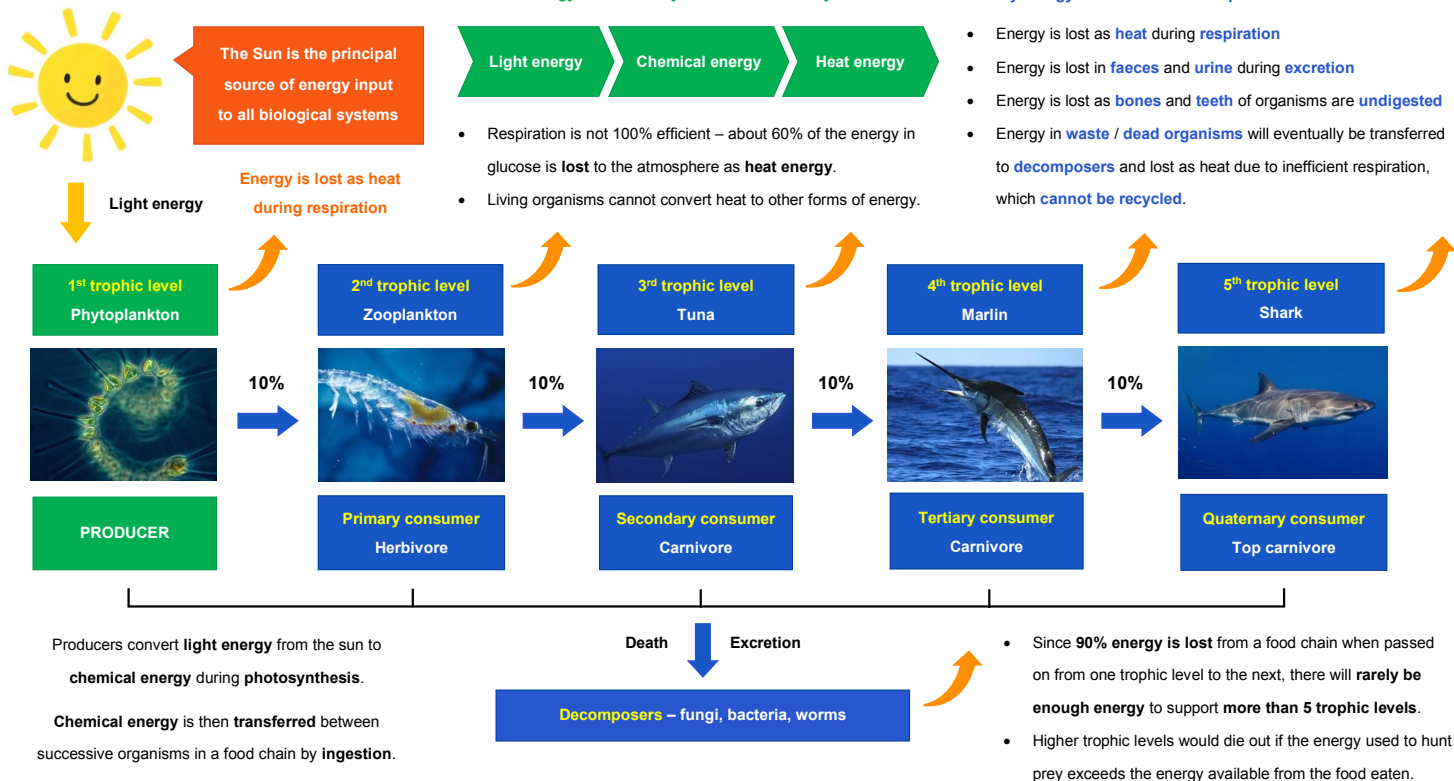 The Sun is the principal
source of energy input
to all biological systems
Light energy
Energy is lost as heat
during respiration
Light energy
Chemical energy
Heat energy
• Respiration is not 100% efficient – about 60% of the energy in
glucose is lost to the atmosphere as heat energy.
• Living organisms cannot convert heat to other forms of energy.
• Energy is lost as heat during respiration
• Energy is lost in faeces and urine during excretion
• Energy is lost as bones and teeth of organisms are undigested
• Energy in waste / dead organisms will eventually be transferred
to decomposers and lost as heat due to inefficient respiration,
which cannot be recycled.
1st trophic level
Phytoplankton
2nd trophic level
Zooplankton
3rd trophic level
Tuna
4th trophic level
Marlin
5th trophic level
Shark
10%
10%
10%
10%
PRODUCER
Primary consumer
Herbivore
Secondary consumer
Carnivore
Tertiary consumer
Carnivore
Quaternary consumer
Top carnivore
Producers convert light energy from the sun to
chemical energy during photosynthesis.
Chemical energy is then transferred between
successive organisms in a food chain by ingestion.
Death
Excretion
Decomposers – fungi, bacteria, worms
• Since 90% energy is lost from a food chain when passed
on from one trophic level to the next, there will rarely be
enough energy to support more than 5 trophic levels.
• Higher trophic levels would die out if the energy used to hunt
prey exceeds the energy available from the food eaten.